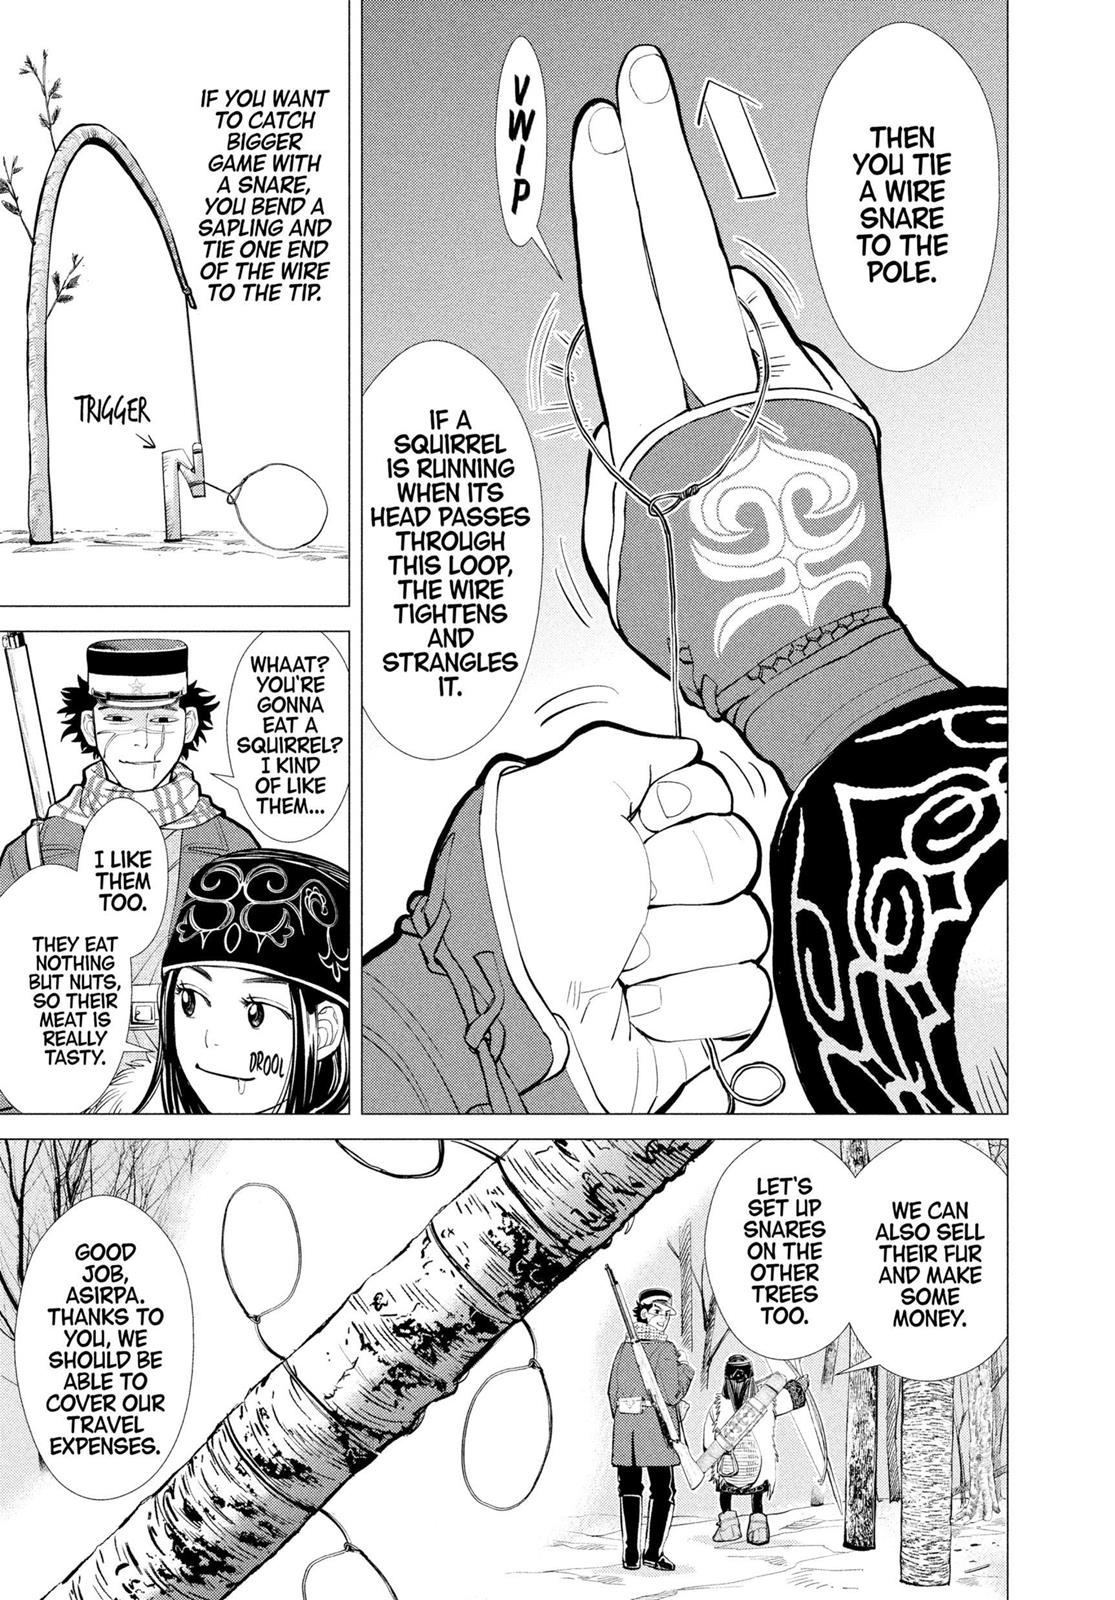 THEN
YOU TIE
A WIRE
SNARE
TO THE
POLE.
VWIP
IF A
SQUIRREL
IS RUNNING
WHEN ITS
HEAD PASSES
THROUGH
THIS LOOP,
THE WIRE
TIGHTENS
AND
STRANGLES
IT.
IF YOU WANT
TO CATCH
BIGGER
GAME WITH
A SNARE,
YOU BEND A
SAPLING AND
TIE ONE END
OF THE WIRE
TO THE TIP.
TRIGGER
WHAAT?
YOU'RE
GONNA
EAT A
SQUIRREL?
I KIND
OF LIKE
THEM...
I LIKE
THEM
TOO.
THEY EAT
NOTHING
BUT NUTS,
SO THEIR
MEAT IS
REALLY
TASTY.
DROOL
WE CAN
ALSO SELL
THEIR FUR
AND MAKE
SOME
MONEY.
LET'S
SET UP
SNARES
ON THE
OTHER
TREES
TOO.
GOOD
JOB,
ASIRPA.
THANKS TO
YOU, WE
SHOULD BE
ABLE TO
COVER OUR
TRAVEL
EXPENSES.